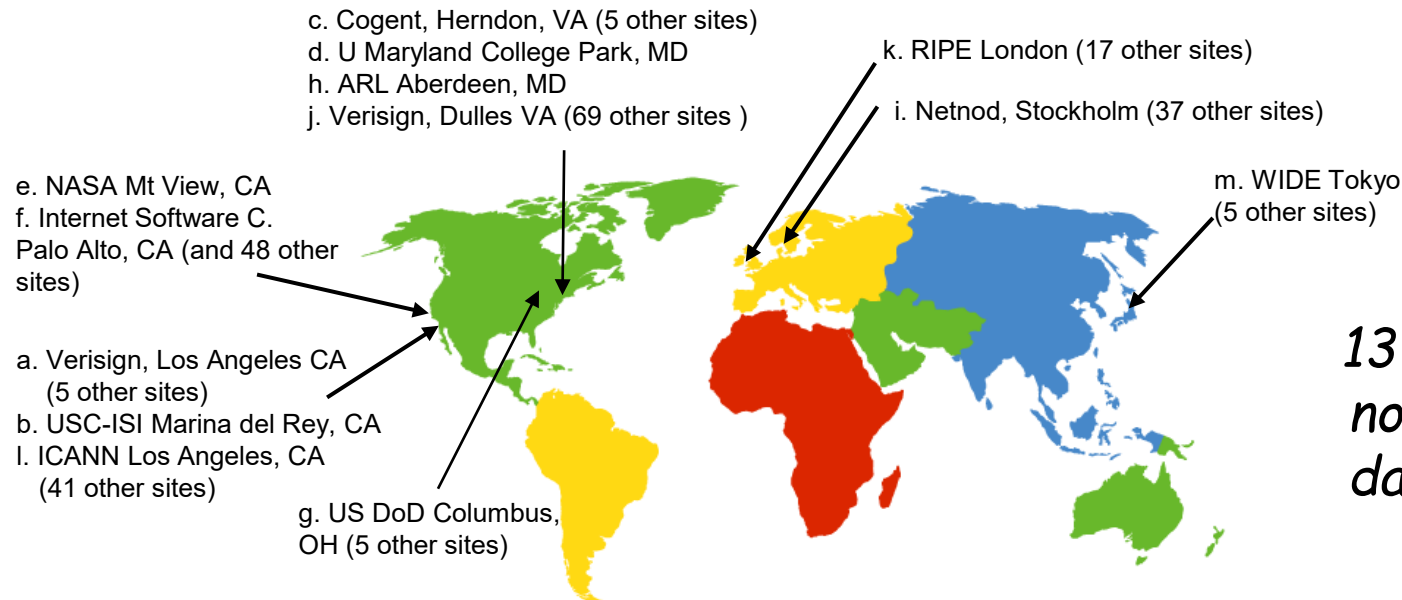 c. Cogent, Herndon, VA (5 other sites)
d. U Maryland College Park, MD
h. ARL Aberdeen, MD
j. Verisign, Dulles VA (69 other sites )
k. RIPE London (17 other sites)
i. Netnod, Stockholm (37 other sites)
m. WIDE Tokyo
(5 other sites)
e. NASA Mt View, CA
f. Internet Software C.
Palo Alto, CA (and 48 other
sites)
a. Verisign, Los Angeles CA
(5 other sites)
b. USC-ISI Marina del Rey, CA
l. ICANN Los Angeles, CA
(41 other sites)
g. US DoD Columbus,
OH (5 other sites)
13